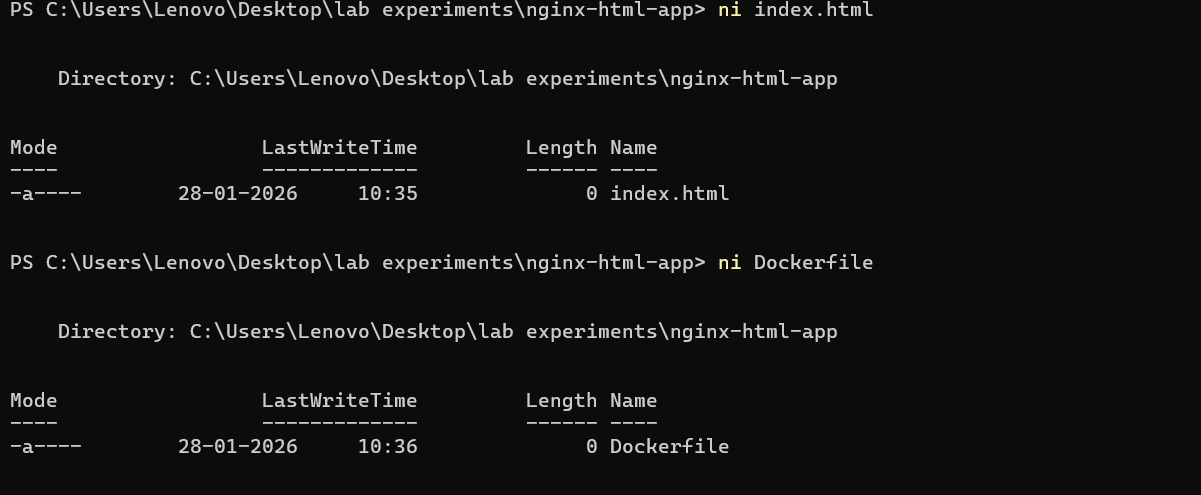 PS C:\Users\Lenovo\Desktop\lab experiments\nginx-html-app> ni index.html
Directory: C:\Users\Lenovo\Desktop\lab experiments\nginx-html-app
Mode                 LastWriteTime         Length Name
----                 -------------         ------ ----
-a----        28-01-2026     10:35              0 index.html
PS C:\Users\Lenovo\Desktop\lab experiments\nginx-html-app> ni Dockerfile
Directory: C:\Users\Lenovo\Desktop\lab experiments\nginx-html-app
Mode                 LastWriteTime         Length Name
----                 -------------         ------ ----
-a----        28-01-2026     10:36              0 Dockerfile